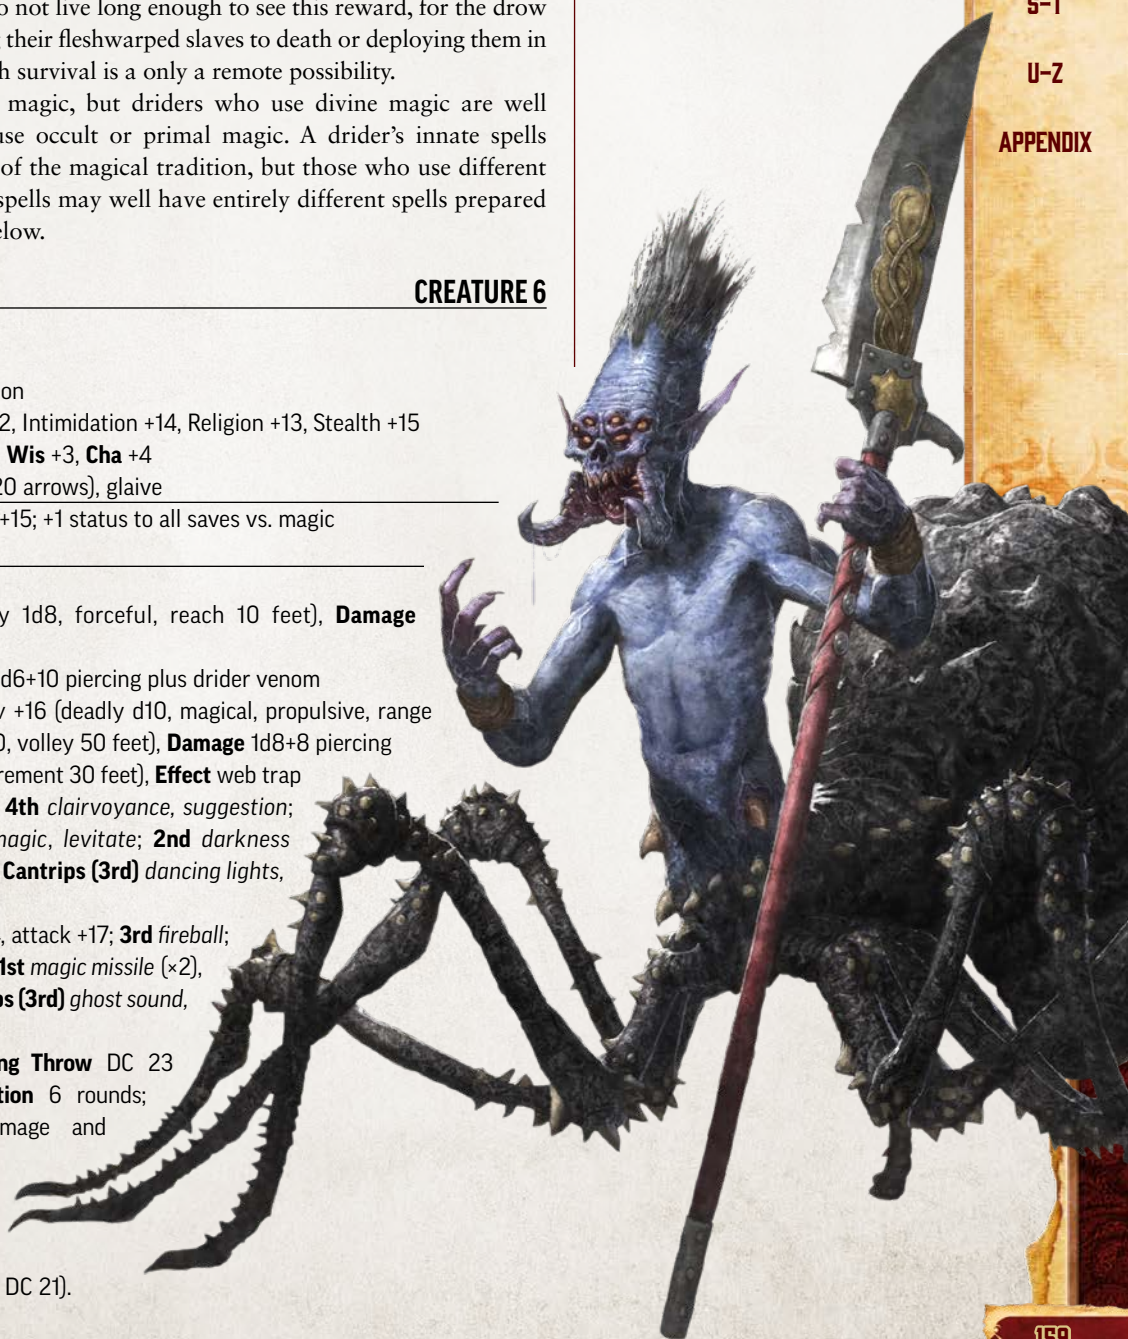 o not live long enough to see this reward, for the drow
their fleshwarped slaves to death or deploying them in
h survival is a only a remote possibility.
magic, but driders who use divine magic are well
use occult or primal magic. A drider’s innate spells
of the magical tradition, but those who use different
spells may well have entirely different spells prepared
elow.
CREATURE 6
on
2, Intimidation +14, Religion +13, Stealth +15
Wis +3, Cha +4
20 arrows), glaive
+15; +1 status to all saves vs. magic
y 1d8, forceful, reach 10 feet), Damage
d6+10 piercing plus drider venom
y +16 (deadly d10, magical, propulsive, range
0, volley 50 feet), Damage 1d8+8 piercing
rement 30 feet), Effect web trap
4th clairvoyance, suggestion;
magic, levitate; 2nd darkness
Cantrips (3rd) dancing lights,
, attack +17; 3rd fireball;
1st magic missile (×2),
ps (3rd) ghost sound,
ng Throw DC 23
tion 6 rounds;
mage and
DC 21).
S–T
U–Z
APPENDIX
159